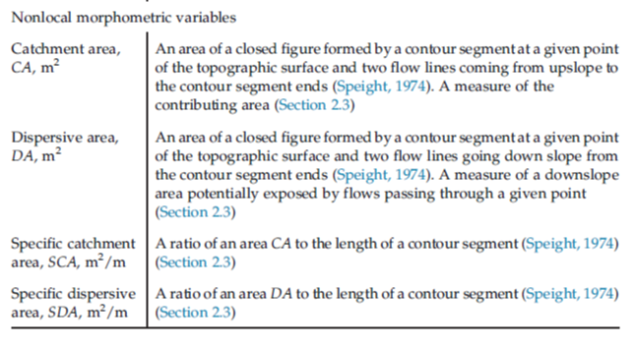 Nonlocal morphometric variables
Catchment area, CA, m²
An area of a closed figure formed by a contour segment at a given point
of the topographic surface and two flow lines coming from upslope to
the contour segment ends (Speight, 1974). A measure of the
contributing area (Section 2.3)
Dispersive area, DA, m²
An area of a closed figure formed by a contour segment at a given point
of the topographic surface and two flow lines going down slope from
the contour segment ends (Speight, 1974). A measure of a downslope
area potentially exposed by flows passing through a given point
(Section 2.3)
Specific catchment area, SCA, m²/m
A ratio of an area CA to the length of a contour segment (Speight, 1974)
(Section 2.3)
Specific dispersive area, SDA, m²/m
A ratio of an area DA to the length of a contour segment (Speight, 1974)
(Section 2.3)